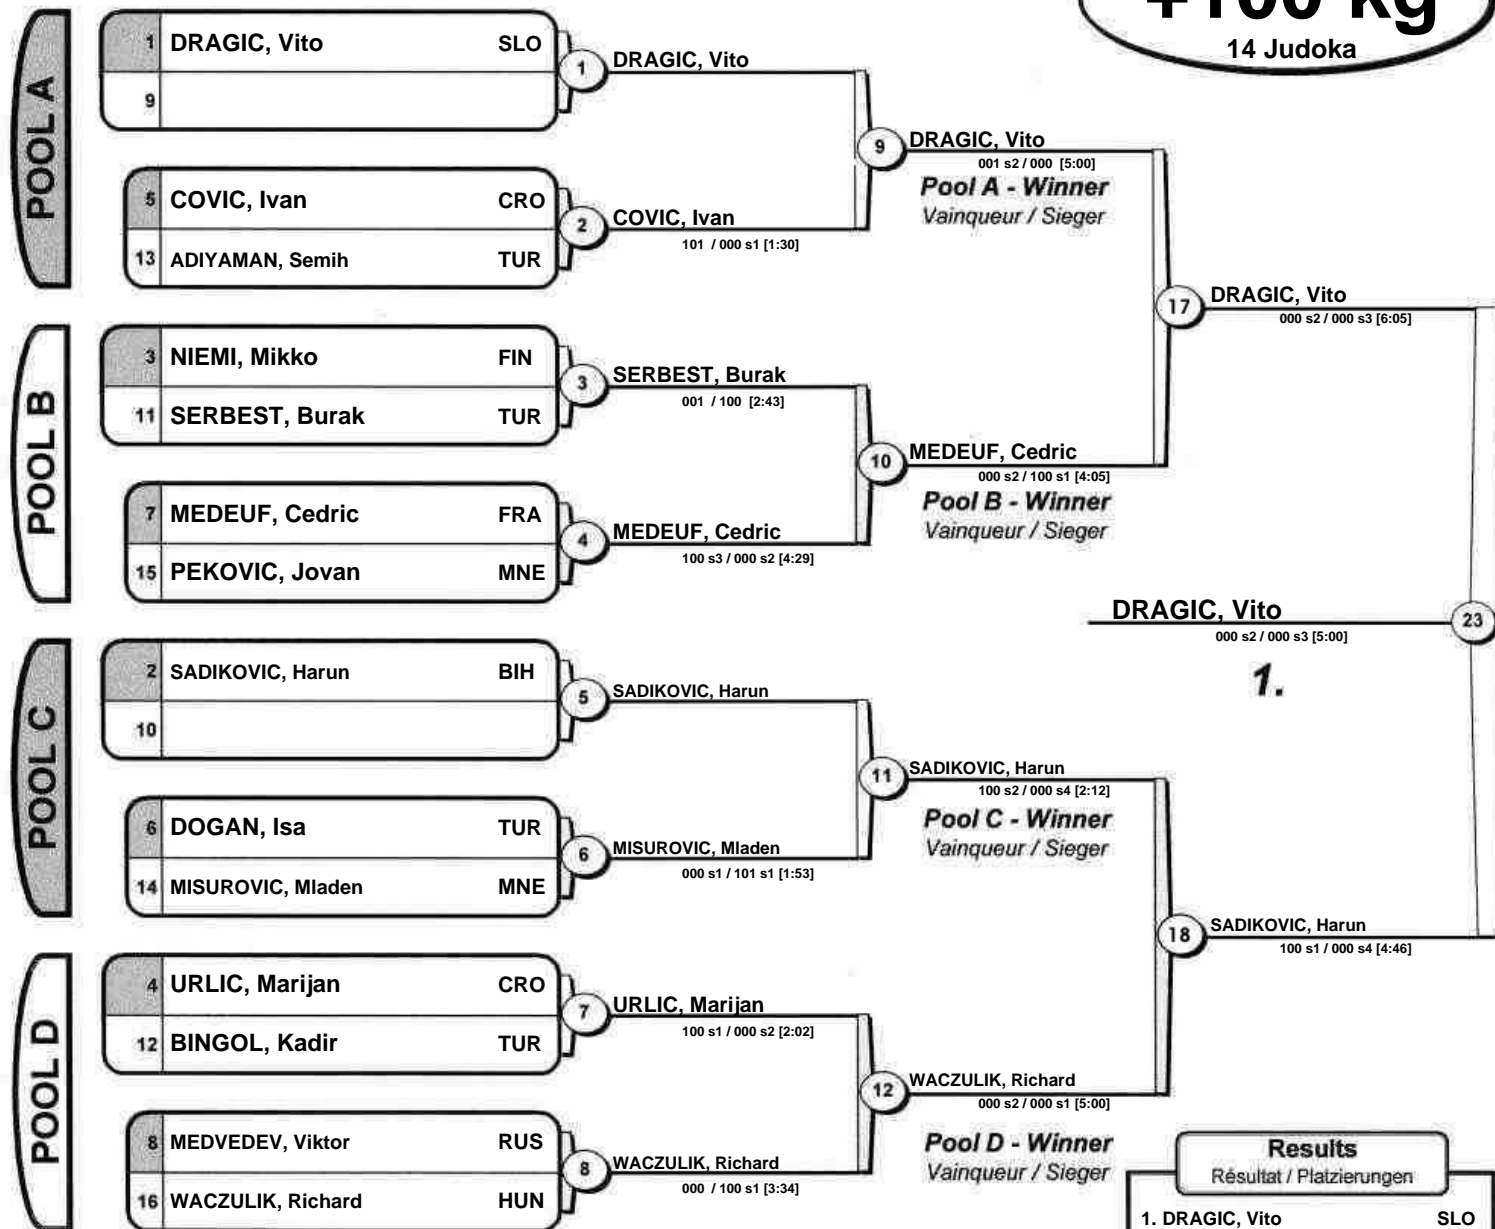 +100 kg
14 Judoka
POOL A
1 DRAGIC, Vito SLO
9
1
DRAGIC, Vito
5 COVIC, Ivan CRO
13 ADIYAMAN, Semih TUR
2
COVIC, Ivan
101 / 000 s1 [1:30]
9
DRAGIC, Vito
001 s2 / 000 [5:00]
Pool A - Winner
Vainqueur / Sieger
POOL B
3 NIEMI, Mikko FIN
11 SERBEST, Burak TUR
3
SERBEST, Burak
001 / 100 [2:43]
7 MEDEUF, Cedric FRA
15 PEKOVIC, Jovan MNE
4
MEDEUF, Cedric
100 s3 / 000 s2 [4:29]
10
MEDEUF, Cedric
000 s2 / 100 s1 [4:05]
Pool B - Winner
Vainqueur / Sieger
17
DRAGIC, Vito
000 s2 / 000 s3 [6:05]
DRAGIC, Vito
23
000 s2 / 000 s3 [5:00]
1.
POOL C
2 SADIKOVIC, Harun BIH
10
5
SADIKOVIC, Harun
6 DOGAN, Isa TUR
14 MISUROVIC, Mladen MNE
6
MISUROVIC, Mladen
000 s1 / 101 s1 [1:53]
11
SADIKOVIC, Harun
100 s2 / 000 s4 [2:12]
Pool C - Winner
Vainqueur / Sieger
18
SADIKOVIC, Harun
100 s1 / 000 s4 [4:46]
POOL D
4 URLIC, Marijan CRO
12 BINGOL, Kadir TUR
7
URLIC, Marijan
100 s1 / 000 s2 [2:02]
8 MEDVEDEV, Viktor RUS
16 WACZULIK, Richard HUN
8
WACZULIK, Richard
000 / 100 s1 [3:34]
12
WACZULIK, Richard
000 s2 / 000 s1 [5:00]
Pool D - Winner
Vainqueur / Sieger
Results
Résultat / Platzierungen
1. DRAGIC, Vito SLO